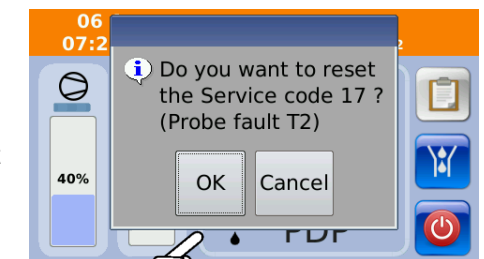 06
07:2
2
Do you want to reset
the Service code 17 ?
(Probe fault T2)
40%
OK Cancel
PDP